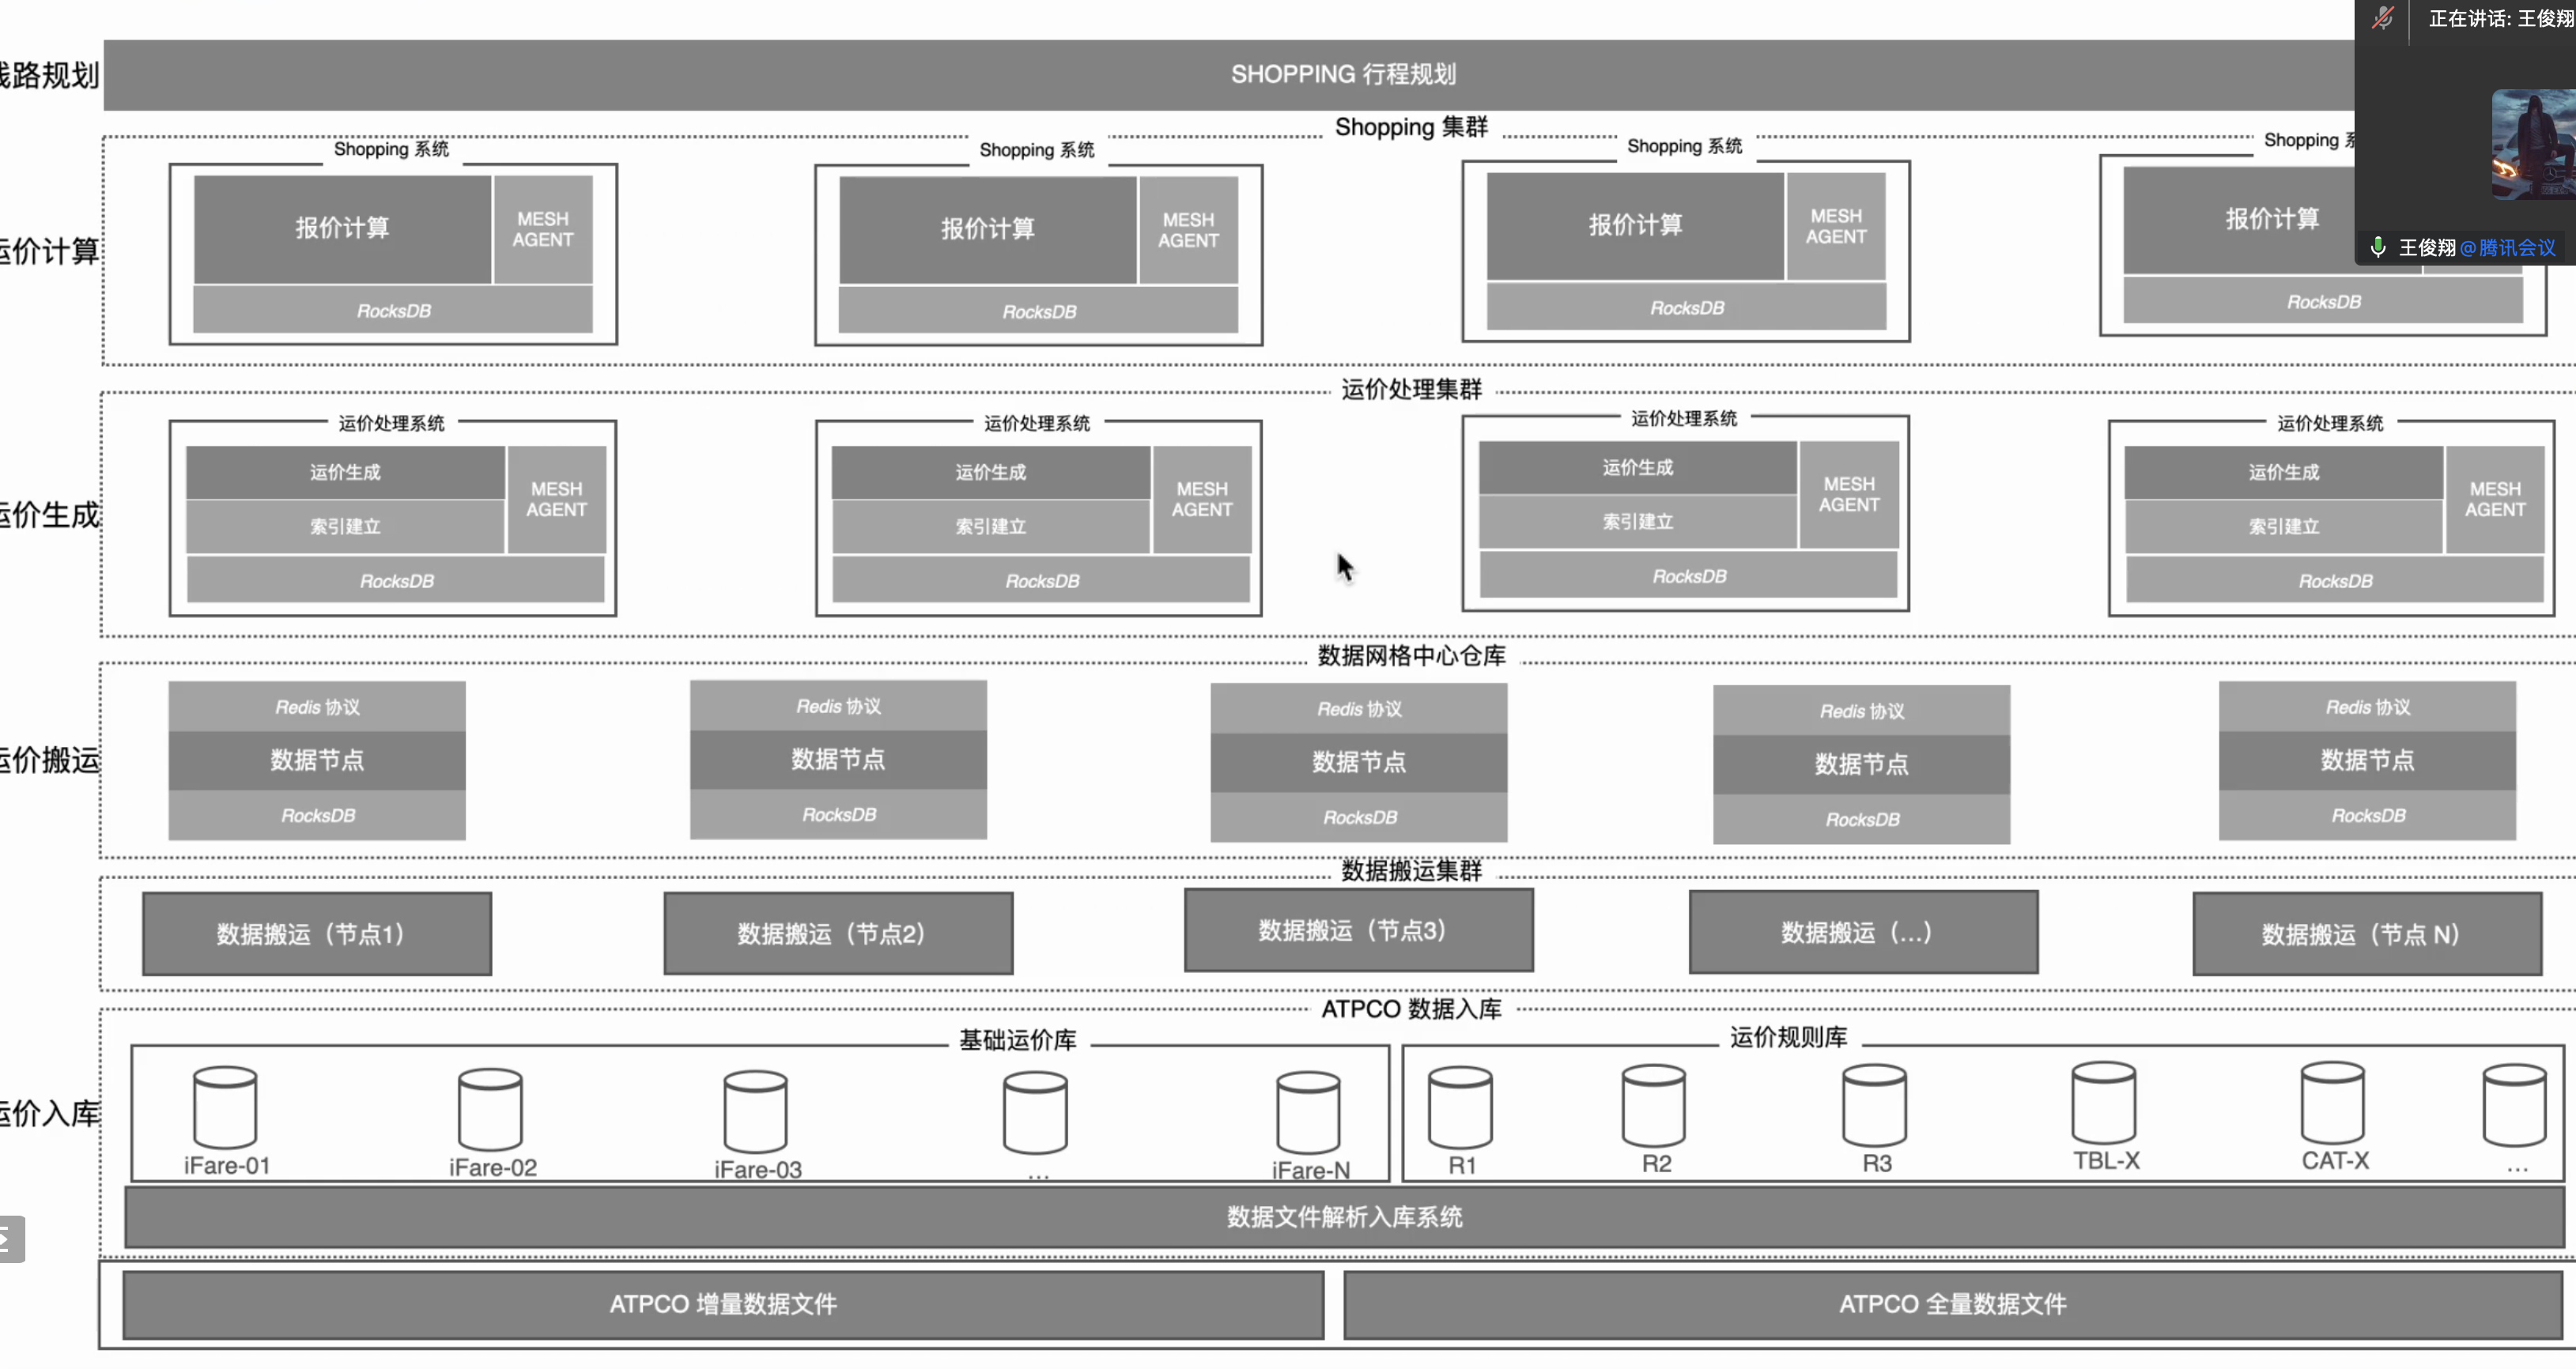 正在讲话: 王俊翔
线路规划
SHOPPING 行程规划
Shopping 集群
Shopping 系统
Shopping 系统
Shopping 系统
Shopping 系
运价计算
报价计算
MESH
AGENT
RocksDB
报价计算
MESH
AGENT
RocksDB
报价计算
MESH
AGENT
RocksDB
报价计算
RocksDB
王俊翔@腾讯会议
运价处理集群
运价生成
运价处理系统
运价生成
索引建立
MESH
AGENT
RocksDB
运价处理系统
运价生成
索引建立
MESH
AGENT
RocksDB
运价处理系统
运价生成
索引建立
MESH
AGENT
RocksDB
运价处理系统
运价生成
索引建立
MESH
AGENT
RocksDB
数据网格中心仓库
运价搬运
Redis 协议
数据节点
RocksDB
Redis 协议
数据节点
RocksDB
Redis 协议
数据节点
RocksDB
Redis 协议
数据节点
RocksDB
Redis 协议
数据节点
RocksDB
数据搬运集群
数据搬运（节点1）
数据搬运（节点2）
数据搬运（节点3）
数据搬运（...）
数据搬运（节点 N）
ATPCO 数据入库
运价入库
基础运价库
iFare-01
iFare-02
iFare-03
...
iFare-N
运价规则库
R1
R2
R3
TBL-X
CAT-X
...
数据文件解析入库系统
ATPCO 增量数据文件
ATPCO 全量数据文件